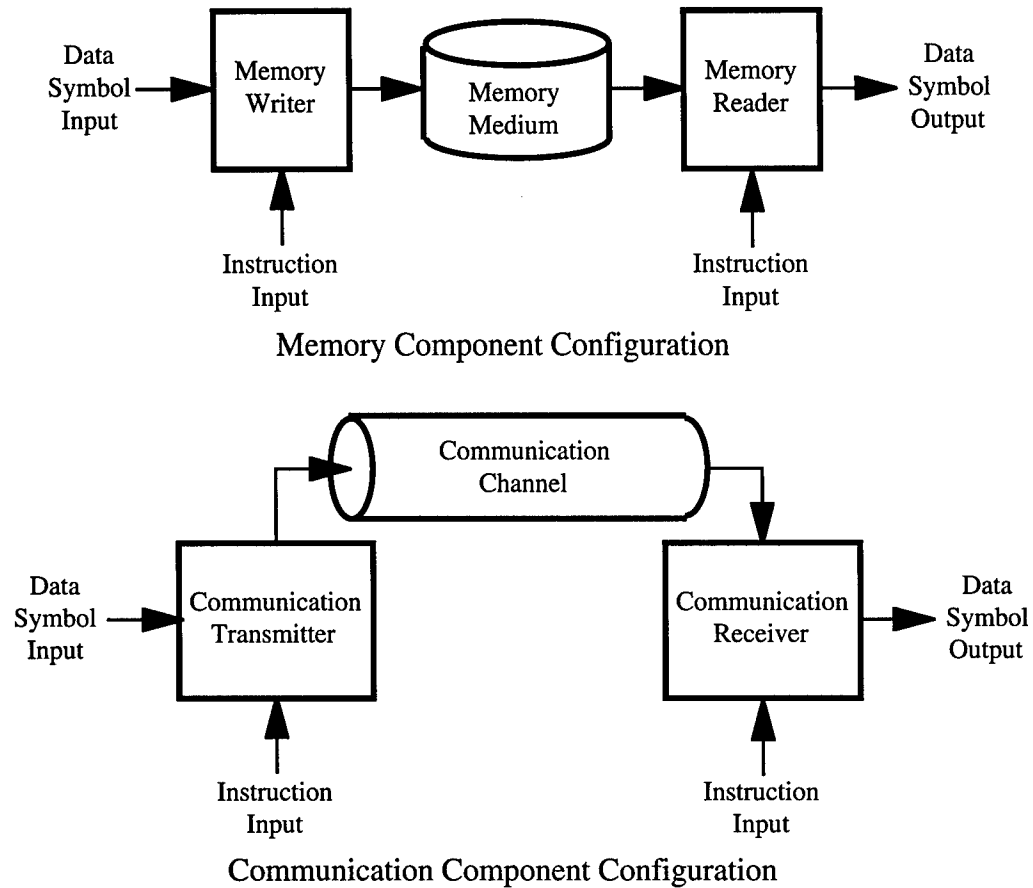 Data
Symbol
Input
Memory
Writer
Memory
Medium
Memory
Reader
Data
Symbol
Output
Instruction
Input
Instruction
Input
Memory Component Configuration
Communication
Channel
Data
Symbol
Input
Communication
Transmitter
Communication
Receiver
Data
Symbol
Output
Instruction
Input
Instruction
Input
Communication Component Configuration